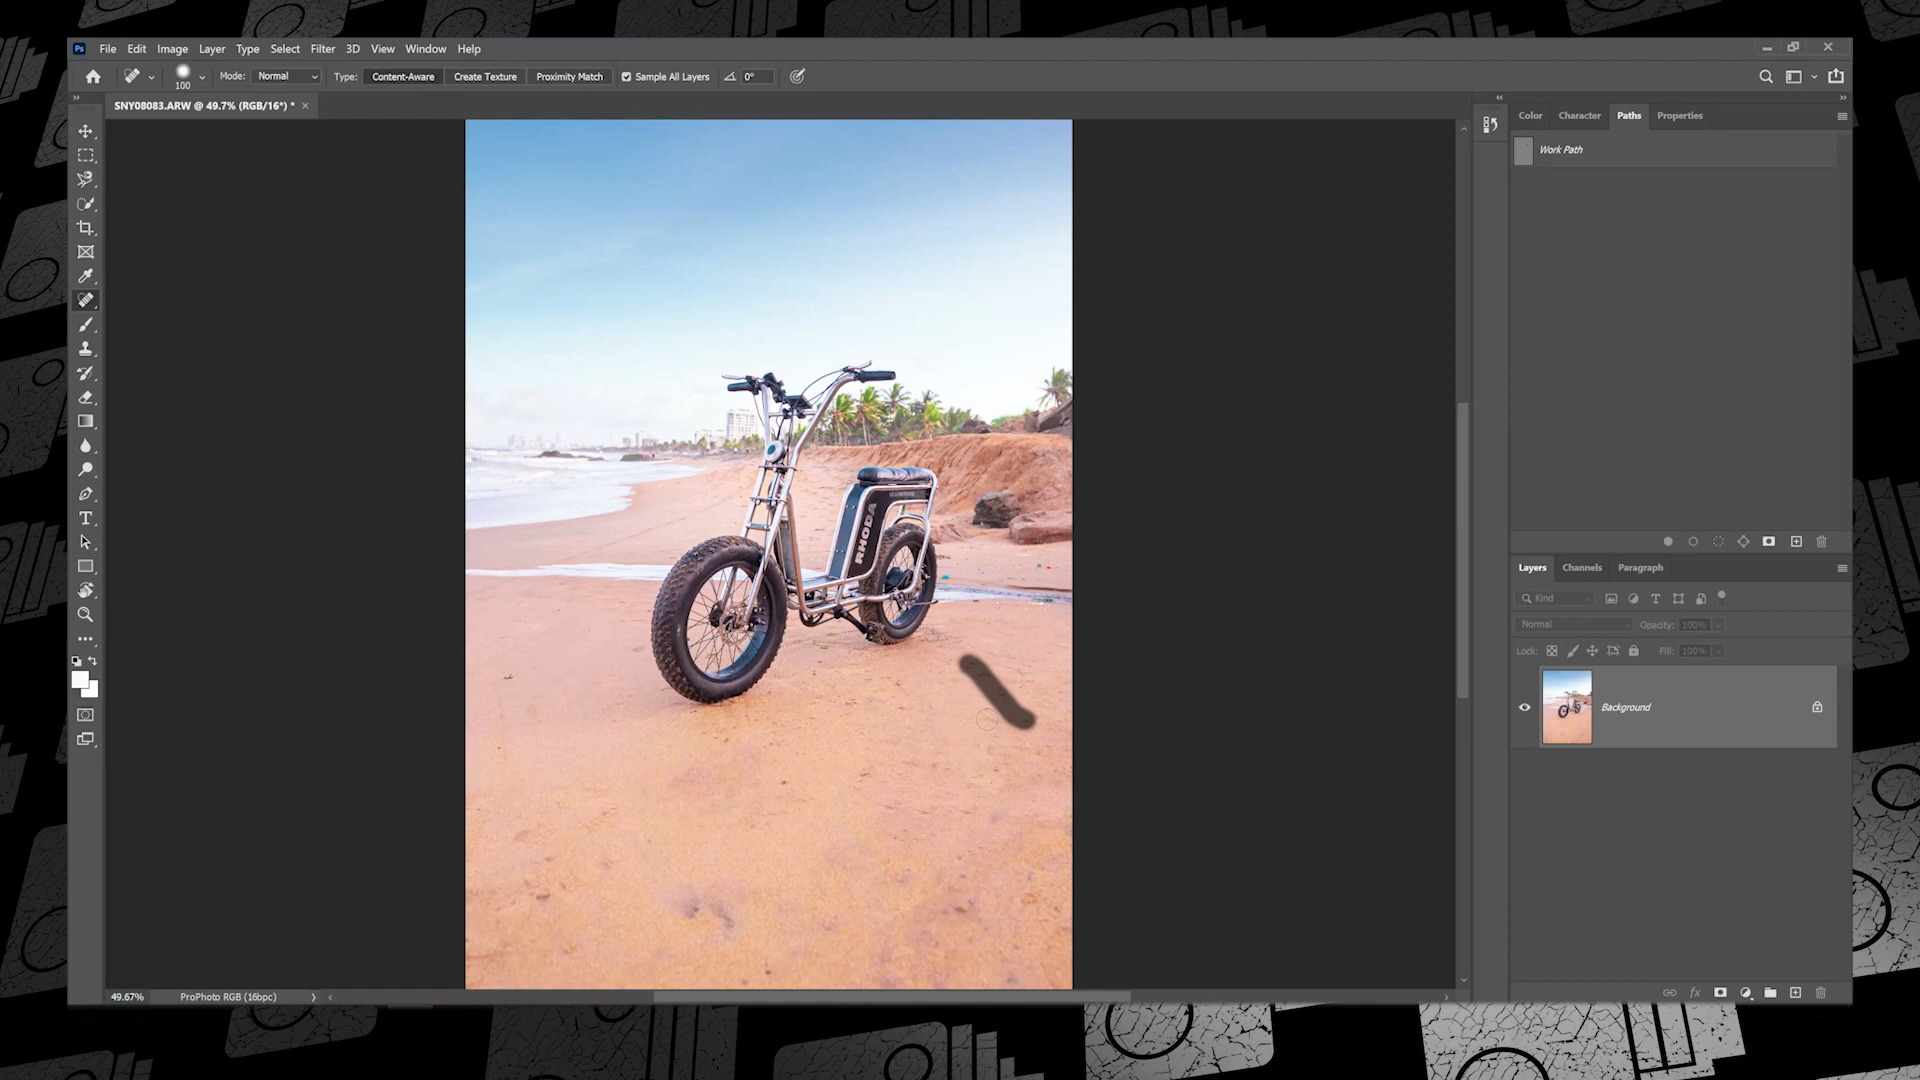 Ps File Edit Image Layer Type Select Filter 3D View Window Help
100 Mode: Normal Type: Content-Aware Create Texture Proximity Match Sample All Layers 0°
SNY08083.ARW @ 49.7% (RGB/16*) * ×
Color Character Paths Properties
Work Path
RHODA
Layers Channels Paragraph
Kind
Normal Opacity: 100%
Lock: Fill: 100%
Background
fx
49.67% ProPhoto RGB (16bpc)